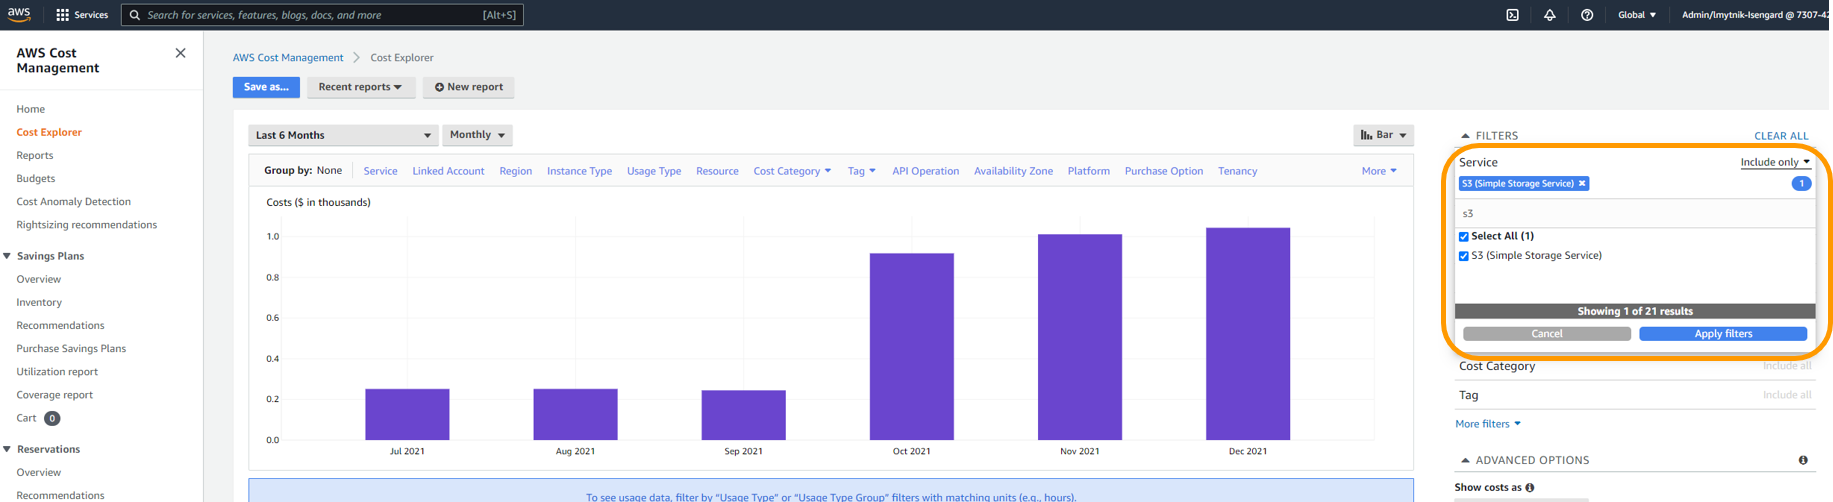 aws Services Search for services, features, blogs, docs, and more [Alt+S] Global Admin/lmytnik-Isengard @ 7307-42
AWS Cost Management
Home
Cost Explorer
Reports
Budgets
Cost Anomaly Detection
Rightsizing recommendations
Savings Plans
Overview
Inventory
Recommendations
Purchase Savings Plans
Utilization report
Coverage report
Cart 0
Reservations
Overview
Recommendations
AWS Cost Management > Cost Explorer
Save as... Recent reports New report
Last 6 Months Monthly Bar
Group by: None Service Linked Account Region Instance Type Usage Type Resource Cost Category Tag API Operation Availability Zone Platform Purchase Option Tenancy More
Costs ($ in thousands)
1.0
0.8
0.6
0.4
0.2
0.0
Jul 2021 Aug 2021 Sep 2021 Oct 2021 Nov 2021 Dec 2021
To see usage data, filter by "Usage Type" or "Usage Type Group" filters with matching units (e.g., hours).
FILTERS CLEAR ALL
Service Include only
S3 (Simple Storage Service) × 1
s3
Select All (1)
S3 (Simple Storage Service)
Showing 1 of 21 results
Cancel Apply filters
Cost Category Include all
Tag Include all
More filters
ADVANCED OPTIONS
Show costs as